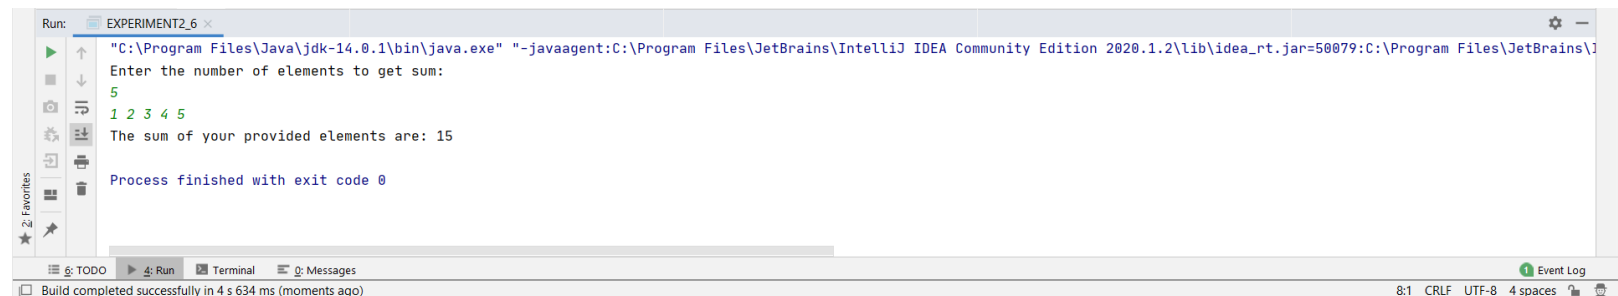 Run: EXPERIMENT2_6
"C:\Program Files\Java\jdk-14.0.1\bin\java.exe" "-javaagent:C:\Program Files\JetBrains\IntelliJ IDEA Community Edition 2020.1.2\lib\idea_rt.jar=50079:C:\Program Files\JetBrains\I
Enter the number of elements to get sum:
5
1 2 3 4 5
The sum of your provided elements are: 15
Process finished with exit code 0
2: Favorites
6: TODO 4: Run Terminal 0: Messages 1 Event Log
Build completed successfully in 4 s 634 ms (moments ago) 8:1 CRLF UTF-8 4 spaces